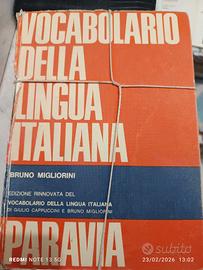 VOCABOLARIO
DELLA
LINGUA
ITALIANA
BRUNO MIGLIORINI
EDIZIONE RINNOVATA DEL
VOCABOLARIO DELLA LINGUA ITALIANA
DI GIULIO CAPPUCCINI E BRUNO MIGLIORINI
PARAVIA
subito
REDMI NOTE 13 5G
23/02/2026 13:02